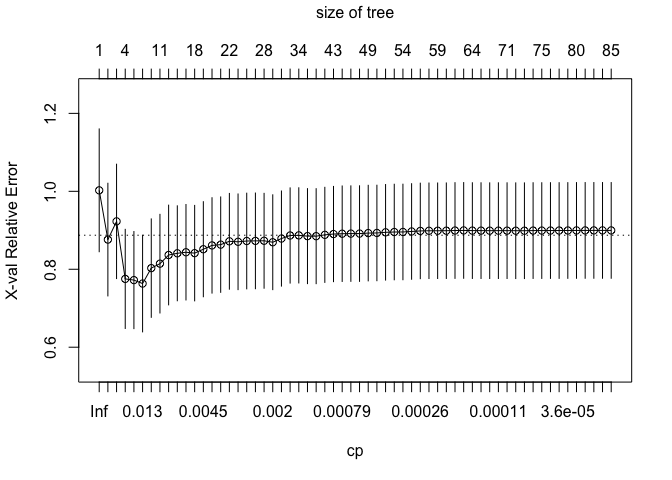 size of tree
1 4 11 18 22 28 34 43 49 54 59 64 71 75 80 85
X-val Relative Error
1.2
1.0
0.8
0.6
Inf 0.013 0.0045 0.002 0.00079 0.00026 0.00011 3.6e-05
cp